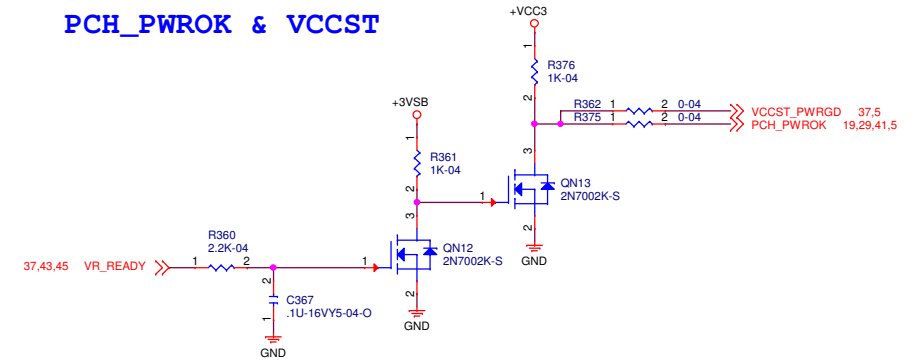 PCH_PWROK & VCCST
+VCC3
1
R376
1K-04
2
+3VSB
R362 1 2 0-04 VCCST_PWRGD 37,5
R375 1 2 0-04 PCH_PWROK 19,29,41,5
1
R361
1K-04
2
3
1
QN13
2N7002K-S
2
GND
3
R360
2.2K-04
37,43,45 VR_READY 1 2
1
QN12
2N7002K-S
2
GND
2
C367
.1U-16VY5-04-O
1
GND